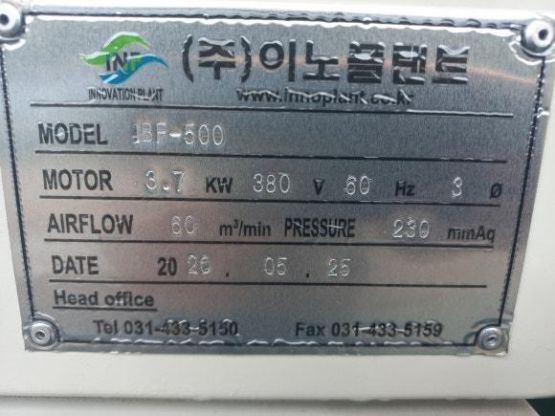 INP
INNOVATION PLANT
(주)이노플랜트
www.innoplant.co.kr
MODEL IBF-500
MOTOR 3.7 KW 380 V 60 Hz 3 Ø
AIRFLOW 60 m³/min PRESSURE 230 mmAq
DATE 20 20 . 05 . 25
Head office
Tel 031-433-5150 Fax 031-433-5159